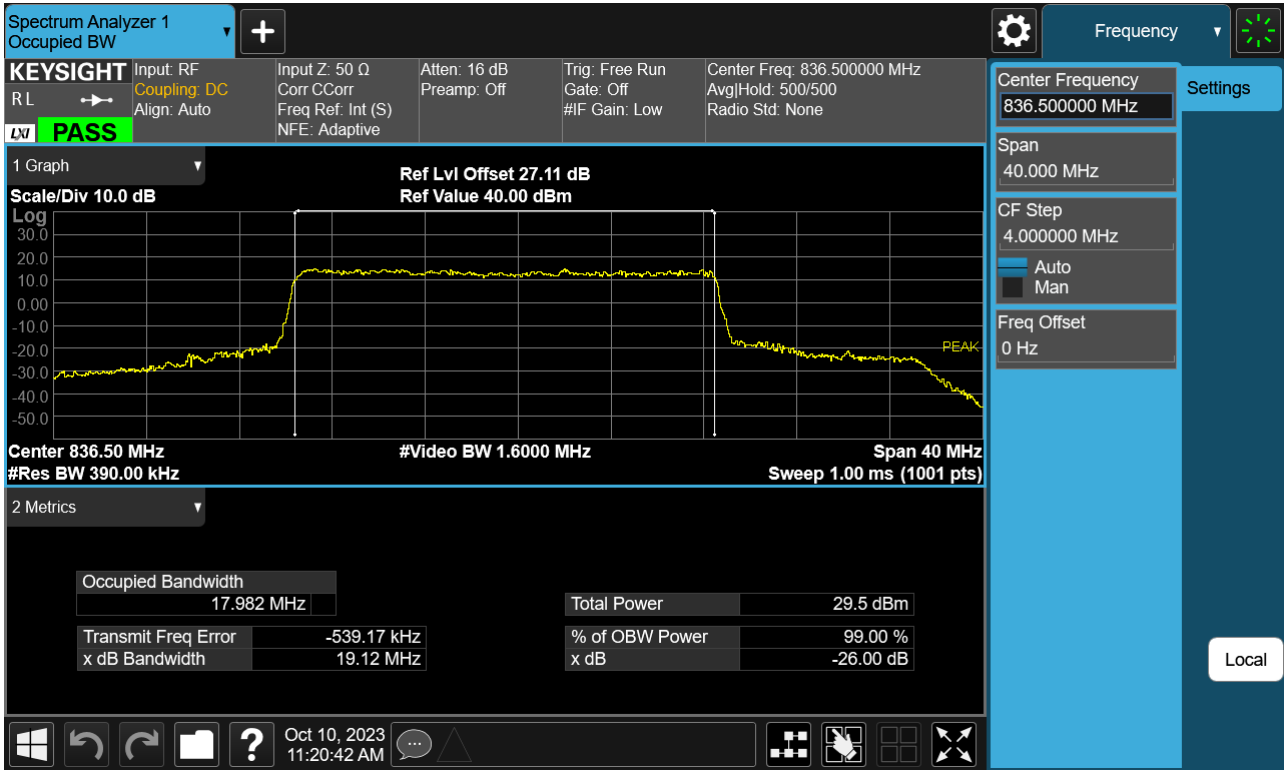 Spectrum Analyzer 1
Occupied BW
Frequency
KEYSIGHT
R L
LXI PASS
Input: RF
Coupling: DC
Align: Auto
Input Z: 50 Ω
Corr CCorr
Freq Ref: Int (S)
NFE: Adaptive
Atten: 16 dB
Preamp: Off
Trig: Free Run
Gate: Off
#IF Gain: Low
Center Freq: 836.500000 MHz
Avg|Hold: 500/500
Radio Std: None
Center Frequency
836.500000 MHz
Settings
Span
40.000 MHz
CF Step
4.000000 MHz
Auto
Man
Freq Offset
0 Hz
1 Graph
Ref Lvl Offset 27.11 dB
Scale/Div 10.0 dB
Ref Value 40.00 dBm
Log
30.0
20.0
10.0
0.00
-10.0
-20.0
-30.0
-40.0
-50.0
PEAK
Center 836.50 MHz
#Video BW 1.6000 MHz
Span 40 MHz
#Res BW 390.00 kHz
Sweep 1.00 ms (1001 pts)
2 Metrics
Occupied Bandwidth
17.982 MHz
Total Power 29.5 dBm
Transmit Freq Error -539.17 kHz
% of OBW Power 99.00 %
x dB Bandwidth 19.12 MHz
x dB -26.00 dB
Local
?
Oct 10, 2023
11:20:42 AM